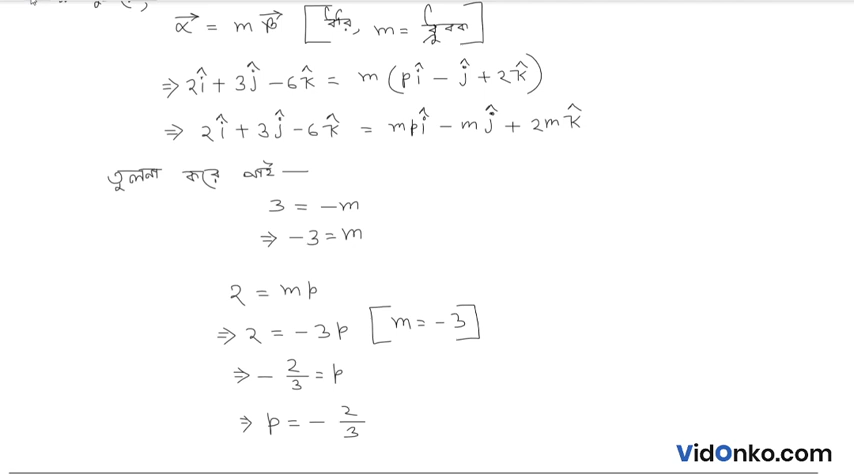 α⃗ = m β⃗ [ধরি, m = ধ্রুবক]
⇒ 2î + 3ĵ − 6k̂ = m (pî − ĵ + 2k̂)
⇒ 2î + 3ĵ − 6k̂ = mpî − mĵ + 2mk̂
তুলনা করে পাই —
3 = −m
⇒ −3 = m
2 = mp
⇒ 2 = −3p [m = −3]
⇒ − 2/3 = p
⇒ p = − 2/3
VidOnko.com